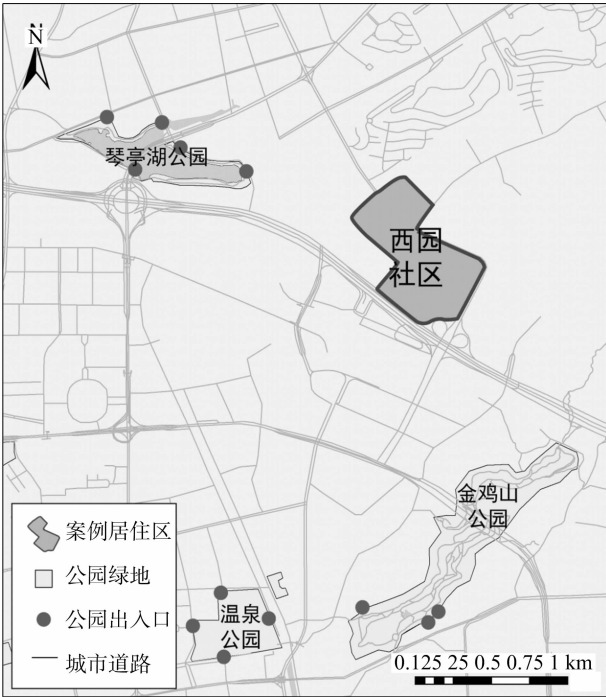 N
琴亭湖公园
西园
社区
金鸡山
公园
温泉
公园
案例居住区
公园绿地
公园出入口
城市道路
0.125 25 0.5 0.75 1 km